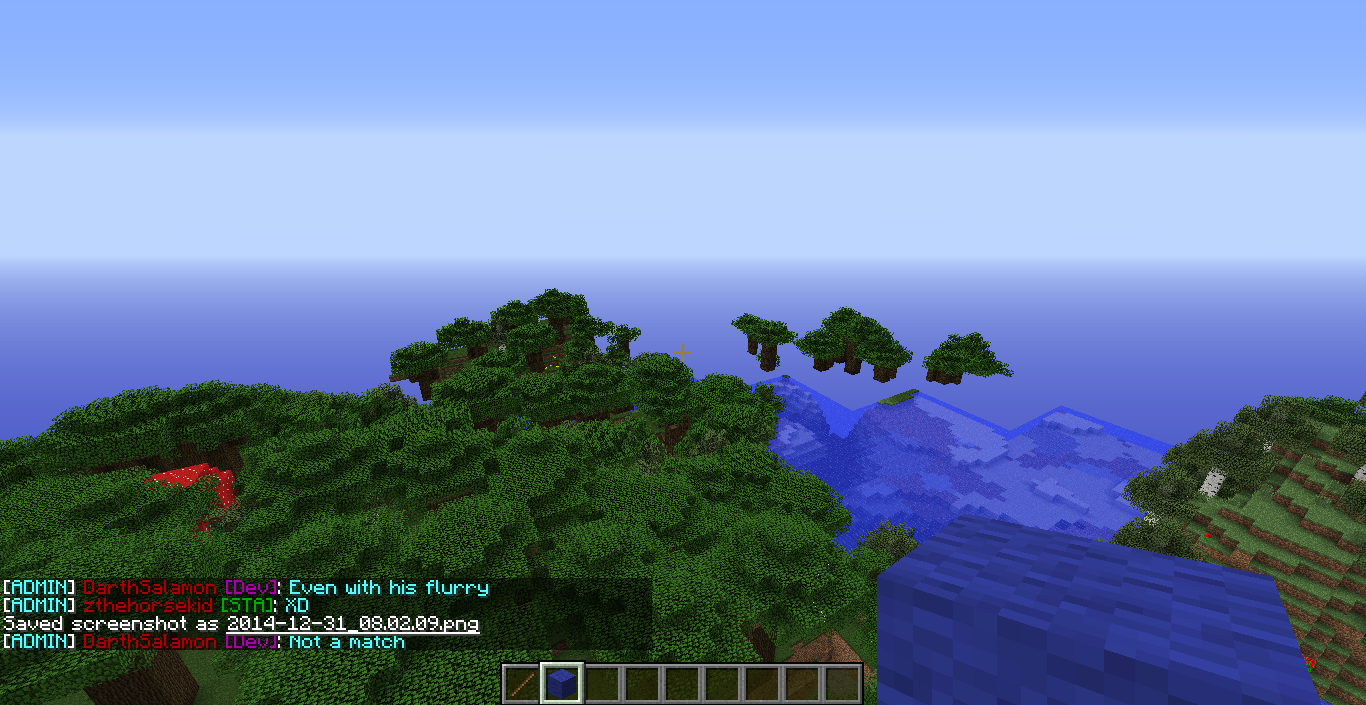 [ADMIN] DarthSalamon [Dev]: Even with his flurry
[ADMIN] zthehorsekid [STA]: XD
Saved screenshot as 2014-12-31_08.02.09.png
[ADMIN] DarthSalamon [Dev]: Not a match